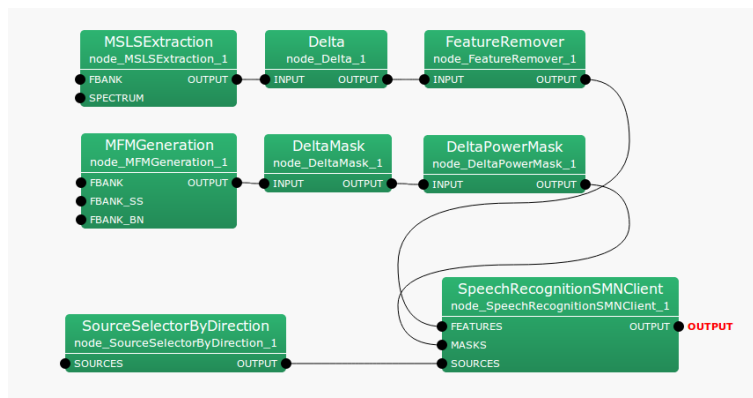 MSLSExtraction
node_MSLSExtraction_1
FBANK OUTPUT
SPECTRUM
Delta
node_Delta_1
INPUT OUTPUT
FeatureRemover
node_FeatureRemover_1
INPUT OUTPUT
MFMGeneration
node_MFMGeneration_1
FBANK OUTPUT
FBANK_SS
FBANK_BN
DeltaMask
node_DeltaMask_1
INPUT OUTPUT
DeltaPowerMask
node_DeltaPowerMask_1
INPUT OUTPUT
SourceSelectorByDirection
node_SourceSelectorByDirection_1
SOURCES OUTPUT
SpeechRecognitionSMNClient
node_SpeechRecognitionSMNClient_1
FEATURES OUTPUT OUTPUT
MASKS
SOURCES